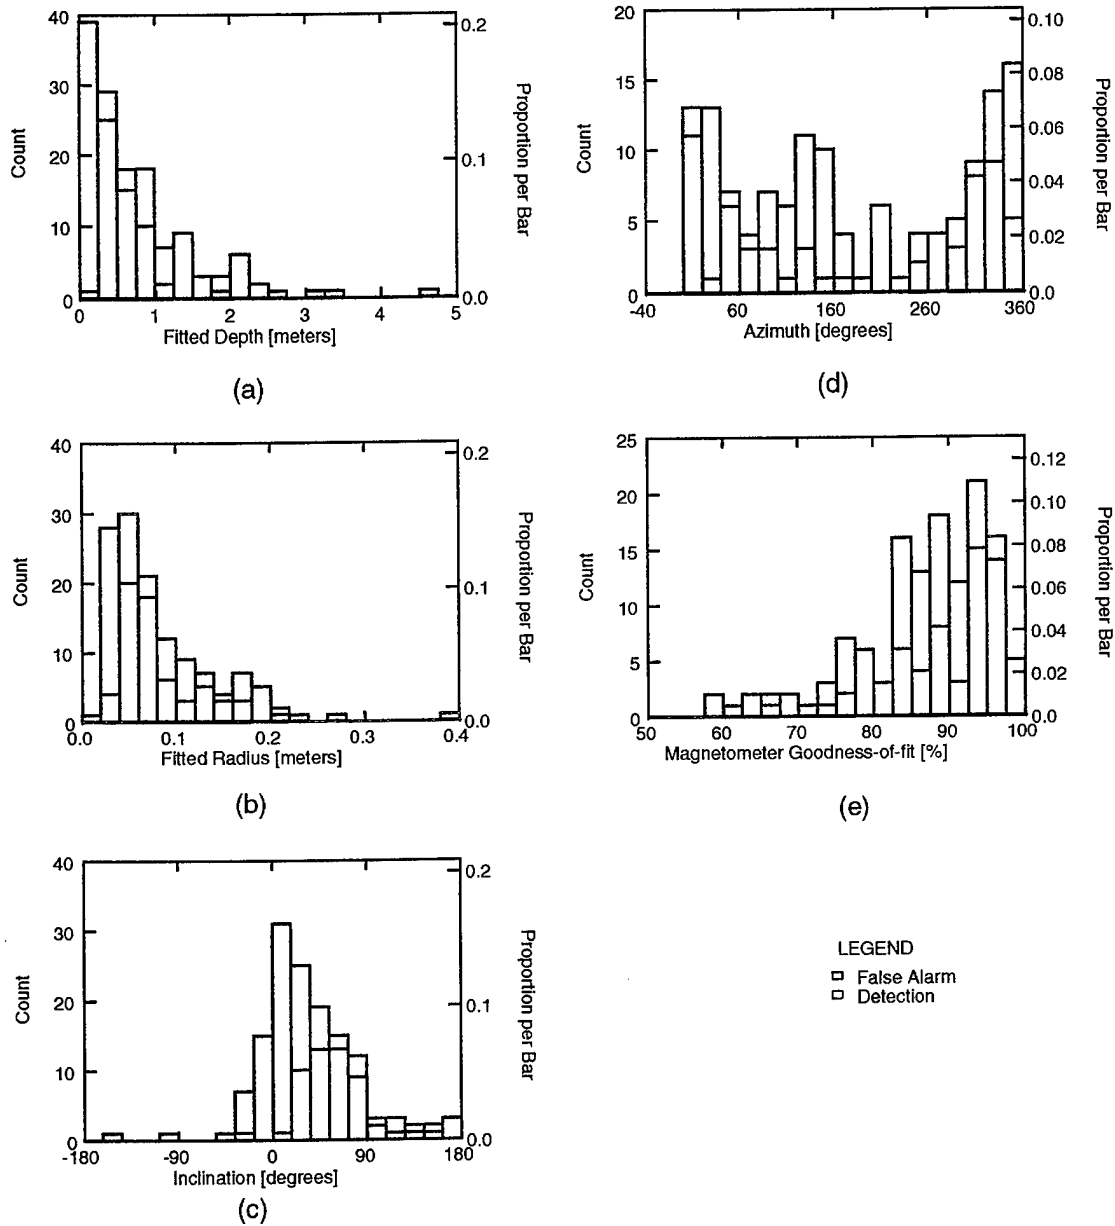 40
30
20
10
0
Count
0.2
0.1
0.0
Proportion per Bar
0 1 2 3 4 5
Fitted Depth [meters]
(a)
20
15
10
5
0
Count
0.10
0.08
0.06
0.04
0.02
0.0
Proportion per Bar
-40 60 160 260 360
Azimuth [degrees]
(d)
40
30
20
10
0
Count
0.2
0.1
0.0
Proportion per Bar
0.0 0.1 0.2 0.3 0.4
Fitted Radius [meters]
(b)
25
20
15
10
5
0
Count
0.12
0.10
0.08
0.06
0.04
0.02
0.0
Proportion per Bar
50 60 70 80 90 100
Magnetometer Goodness-of-fit [%]
(e)
40
30
20
10
0
Count
0.2
0.1
0.0
Proportion per Bar
-180 -90 0 90 180
Inclination [degrees]
(c)
LEGEND
False Alarm
Detection